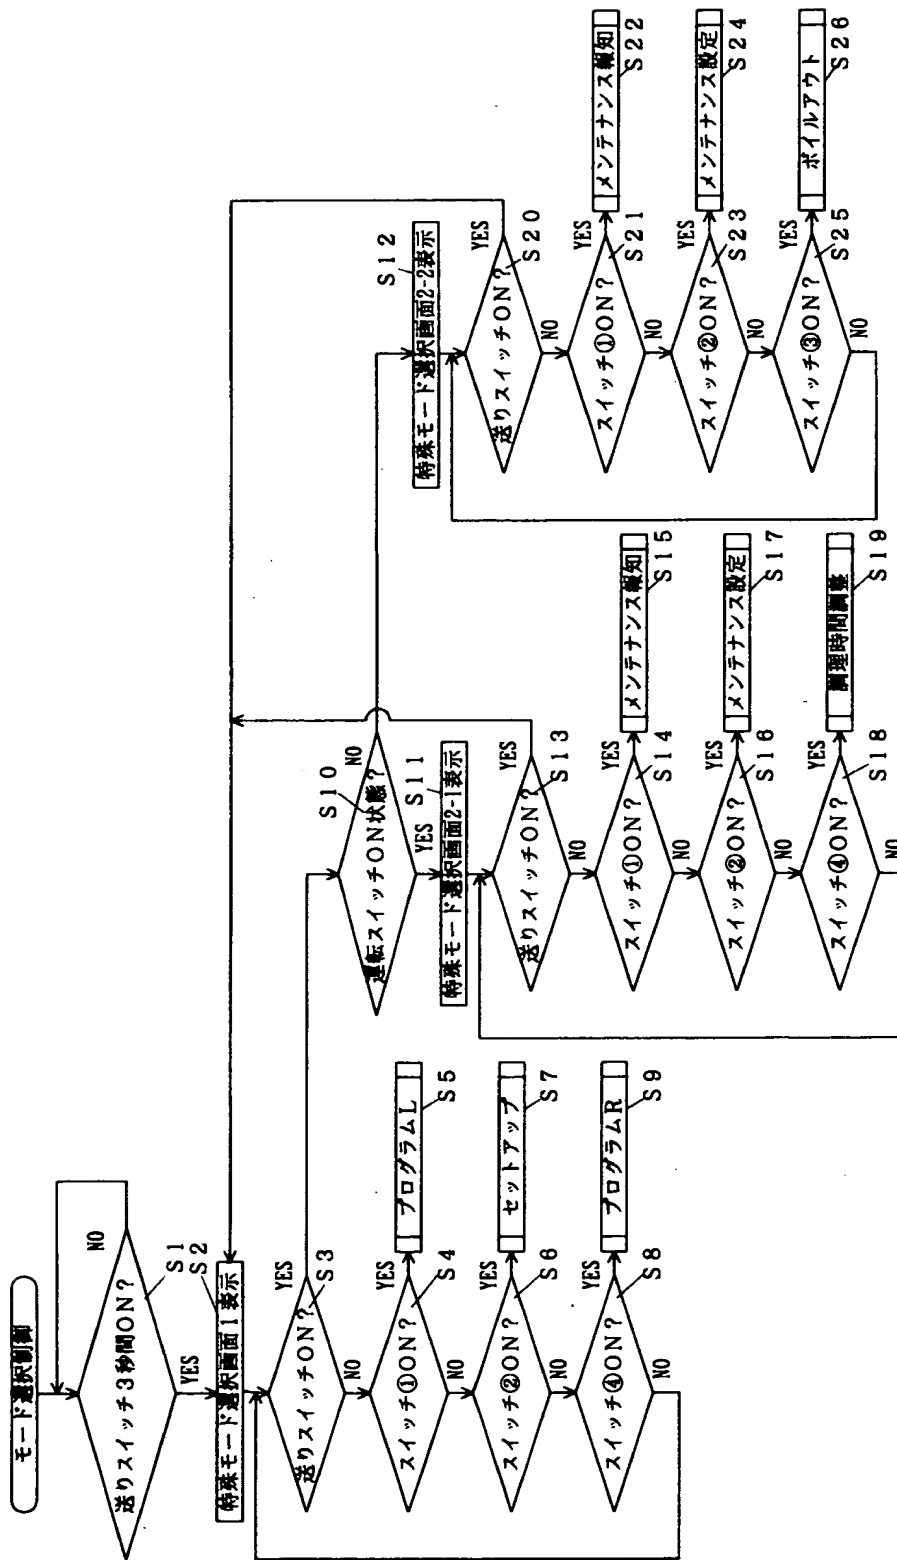 モード選択制御
送りスイッチ3秒間ON?
S1
NO
YES
S2
特殊モード選択画面1表示
送りスイッチON?
S3
YES
NO
スイッチ①ON?
S4
YES
プログラムL
S5
NO
スイッチ②ON?
S6
YES
セットアップ
S7
NO
スイッチ④ON?
S8
YES
プログラムR
S9
NO
S10
運転スイッチON状態?
NO
YES
S11
特殊モード選択画面2-1表示
送りスイッチON?
S13
YES
NO
スイッチ①ON?
S14
YES
メンテナンス報知
S15
NO
スイッチ②ON?
S16
YES
メンテナンス設定
S17
NO
スイッチ④ON?
S18
YES
調理時間調整
S19
NO
S12
特殊モード選択画面2-2表示
送りスイッチON?
S20
YES
NO
スイッチ①ON?
S21
YES
メンテナンス報知
S22
NO
スイッチ②ON?
S23
YES
メンテナンス設定
S24
NO
スイッチ③ON?
S25
YES
ボイルアウト
S26
NO